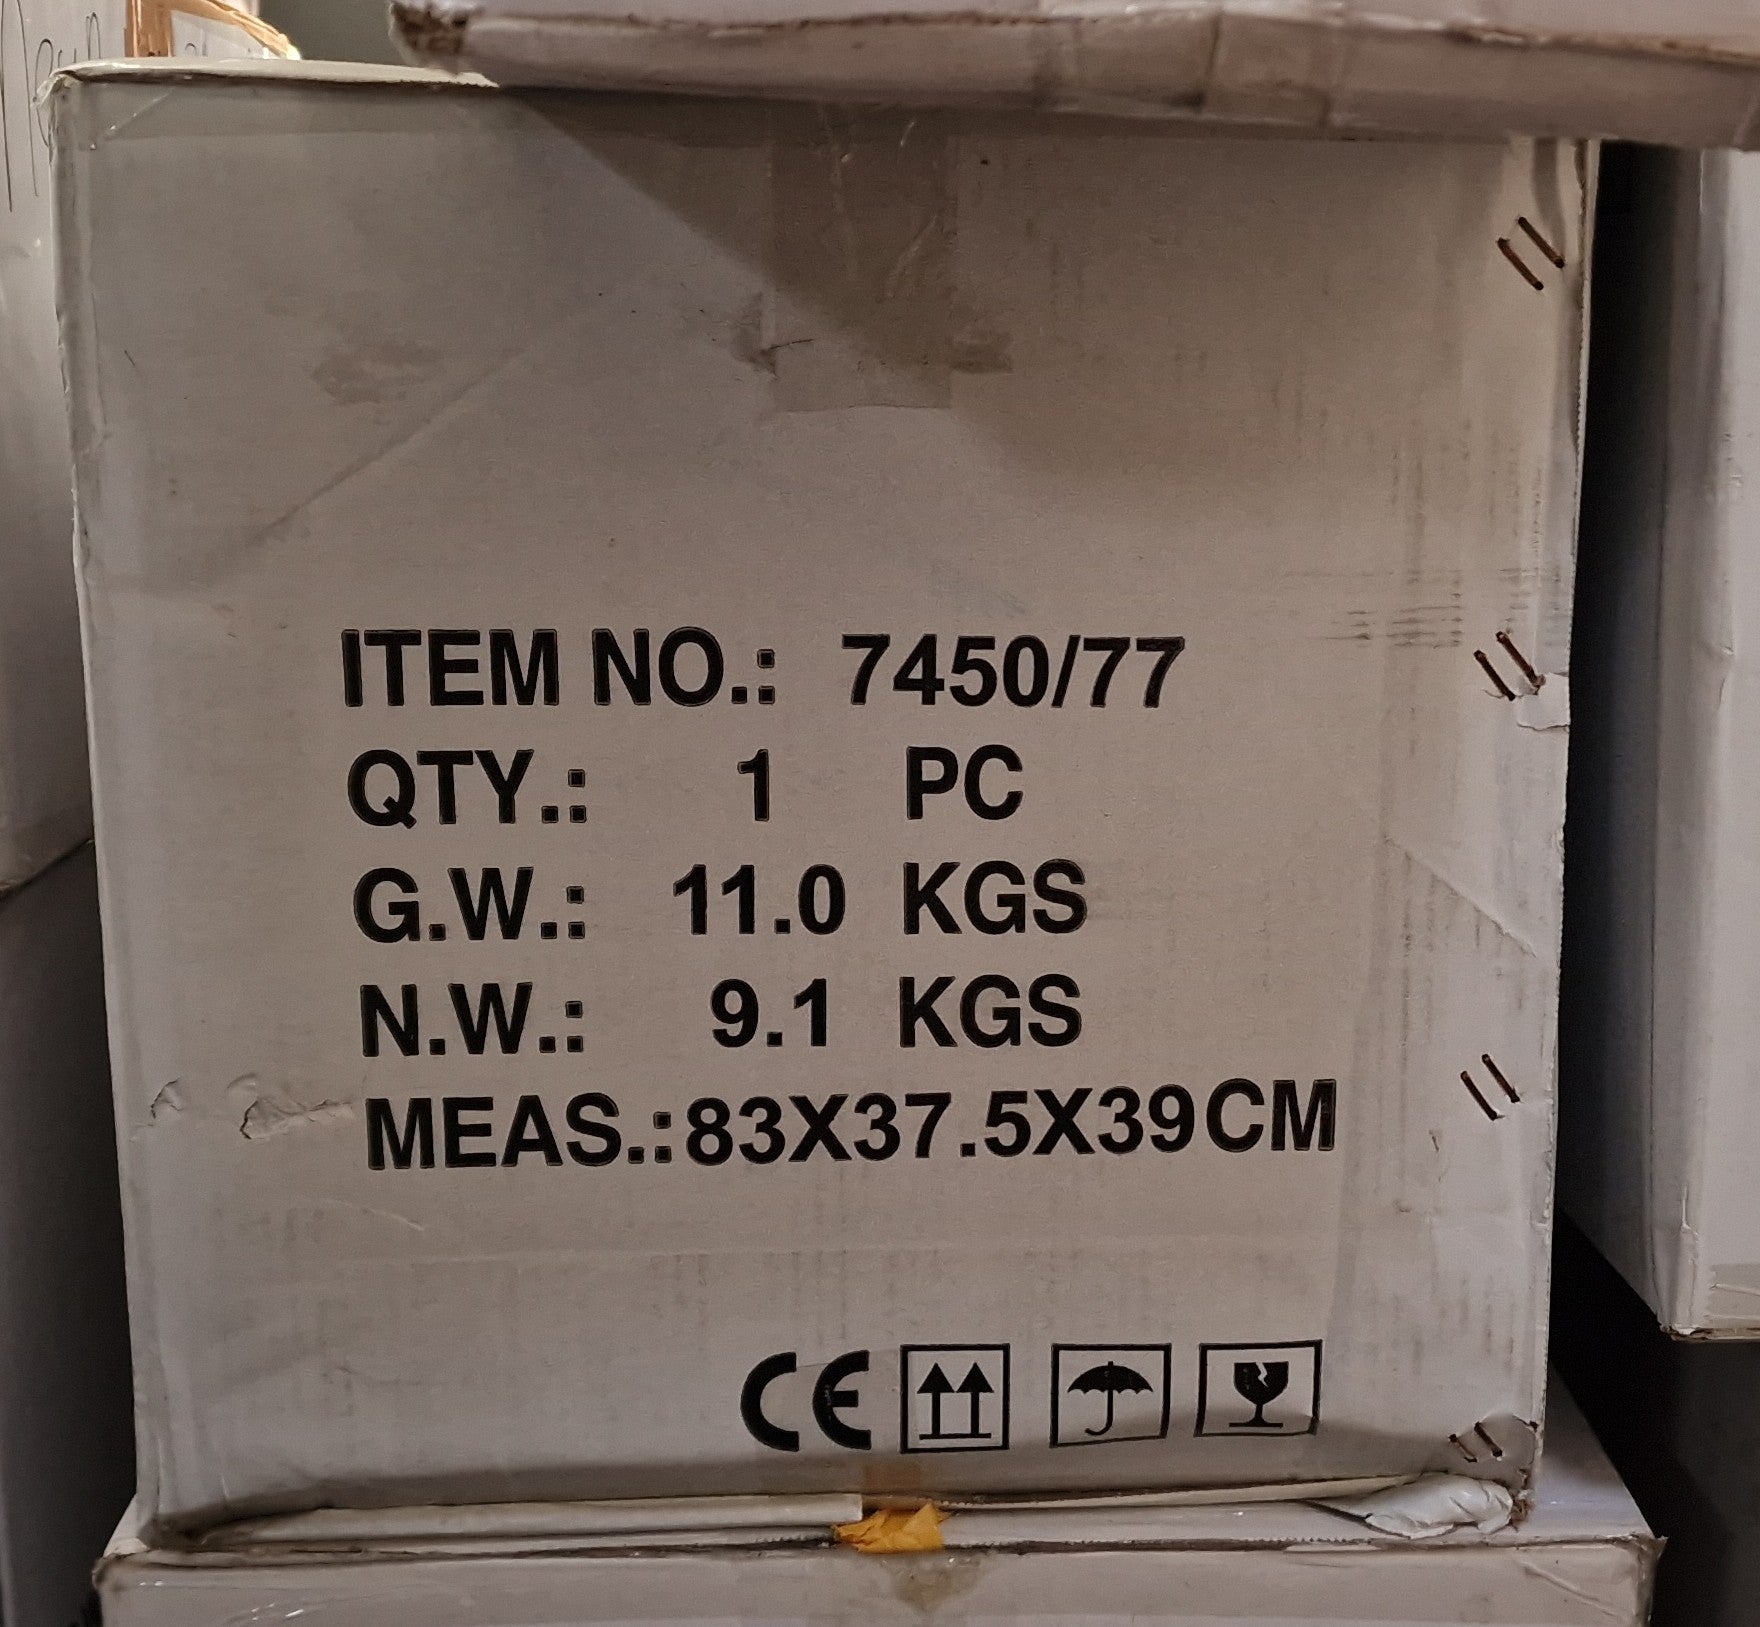 ITEM NO.: 7450/77
QTY.: 1 PC
G.W.: 11.0 KGS
N.W.: 9.1 KGS
MEAS.:83X37.5X39CM
CE